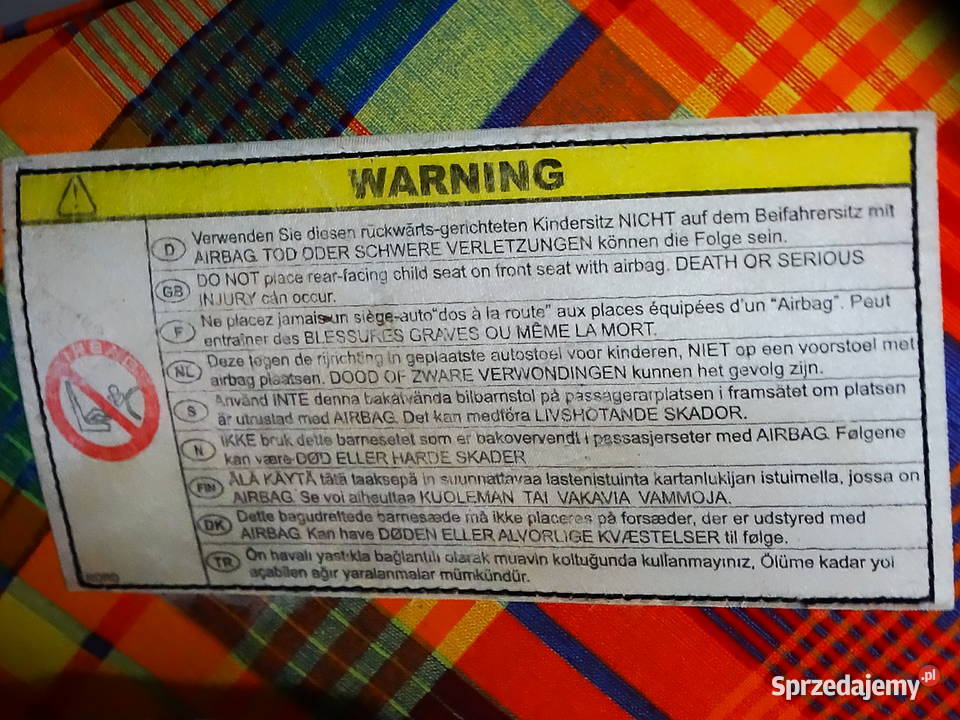 WARNING
D Verwenden Sie diesen rückwärts-gerichteten Kindersitz NICHT auf dem Beifahrersitz mit
AIRBAG. TOD ODER SCHWERE VERLETZUNGEN können die Folge sein.
GB DO NOT place rear-facing child seat on front seat with airbag. DEATH OR SERIOUS
INJURY can occur.
F Ne placez jamais un siège-auto"dos à la route" aux places équipées d'un "Airbag". Peut
entraîner des BLESSURES GRAVES OU MÊME LA MORT.
NL Deze tegen de rijrichting in geplaatste autostoel voor kinderen, NIET op een voorstoel met
airbag plaatsen. DOOD OF ZWARE VERWONDINGEN kunnen het gevolg zijn.
S Använd INTE denna bakåtvända bilbarnstol på passagerarplatsen i framsätet om platsen
är utrustad med AIRBAG. Det kan medföra LIVSHOTANDE SKADOR.
N IKKE bruk dette barnesetet som er bakovervendt i passasjerseter med AIRBAG. Følgene
kan være DØD ELLER HARDE SKADER
FIN ÄLÄ KÄYTÄ tätä taaksepä in suunnattavaa lastenistuinta kartanlukijan istuimella, jossa on
AIRBAG. Se voi aiheuttaa KUOLEMAN TAI VAKAVIA VAMMOJA.
DK Dette bagudrettede barnesæde må ikke placeres på forsæder, der er udstyred med
AIRBAG. Kan have DØDEN ELLER ALVORLIGE KVÆSTELSER til følge.
TR Ön havalı yastıkla bağlantılı olarak muavin koltuğunda kullanmayınız, Ölüme kadar yol
açabilen ağır yaralanmalar mümkündür.
AIRBAG
Sprzedajemy.pl